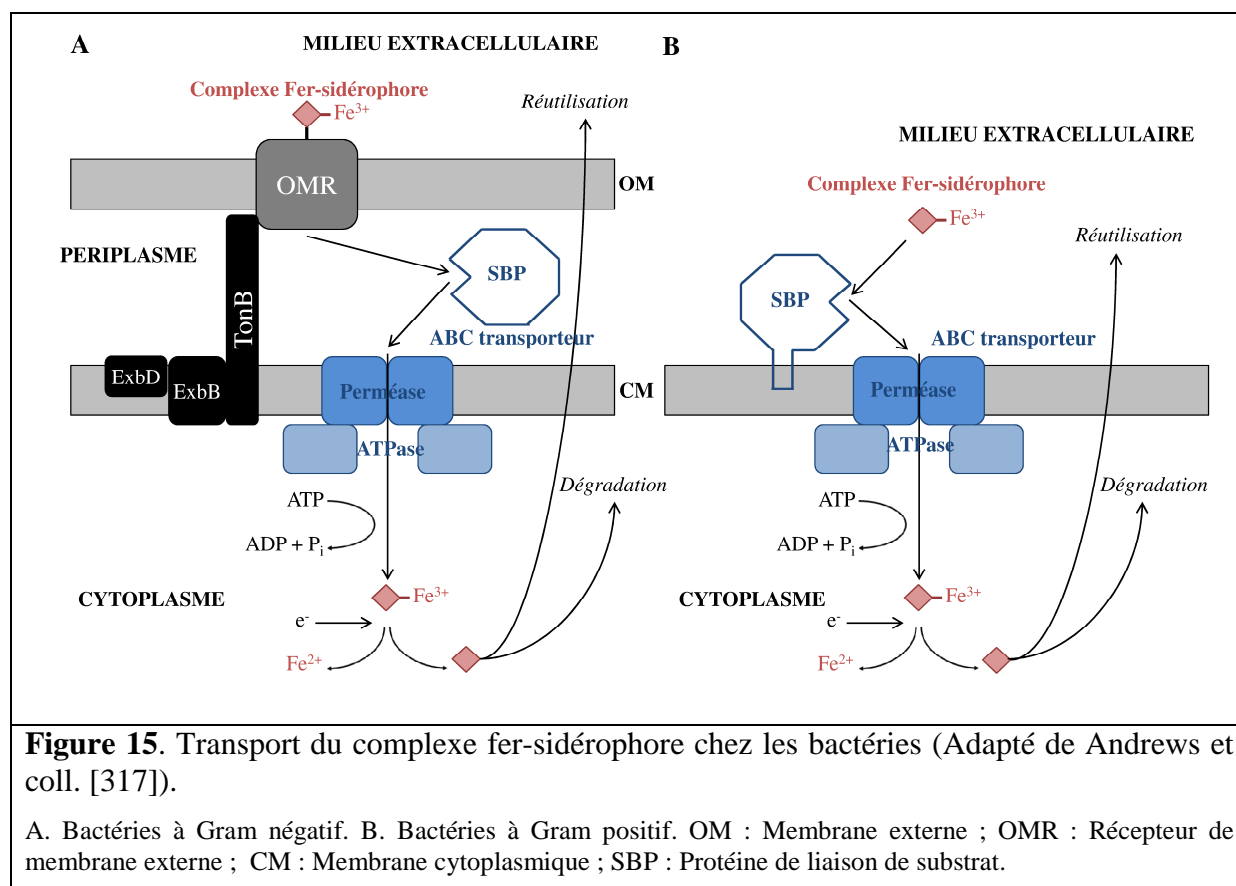 A
MILIEU EXTRACELLULAIRE
Complexe Fer-sidérophore
Fe³⁺
Réutilisation
OMR
OM
PERIPLASME
SBP
TonB
ABC transporteur
ExbD
ExbB
Perméase
CM
ATPase
Dégradation
ATP
ADP + Pᵢ
CYTOPLASME
Fe³⁺
e⁻
Fe²⁺
B
MILIEU EXTRACELLULAIRE
Complexe Fer-sidérophore
Fe³⁺
Réutilisation
SBP
ABC transporteur
Perméase
ATPase
Dégradation
ATP
ADP + Pᵢ
CYTOPLASME
Fe³⁺
e⁻
Fe²⁺
Figure 15. Transport du complexe fer-sidérophore chez les bactéries (Adapté de Andrews et
coll. [317]).
A. Bactéries à Gram négatif. B. Bactéries à Gram positif. OM : Membrane externe ; OMR : Récepteur de
membrane externe ; CM : Membrane cytoplasmique ; SBP : Protéine de liaison de substrat.